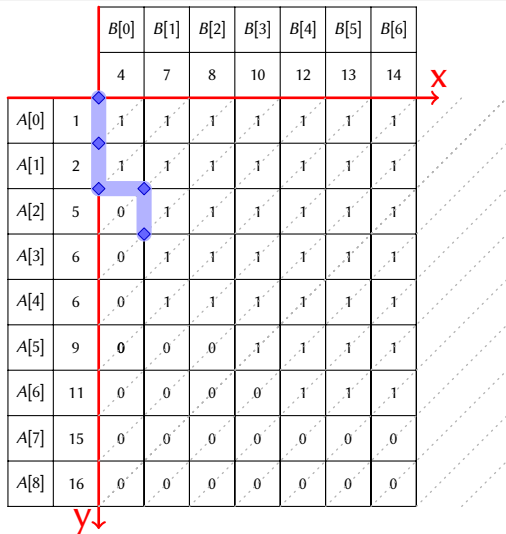 B[0] B[1] B[2] B[3] B[4] B[5] B[6]
4 7 8 10 12 13 14
x
A[0] 1 1 1 1 1 1 1 1
A[1] 2 1 1 1 1 1 1 1
A[2] 5 0 1 1 1 1 1 1
A[3] 6 0 1 1 1 1 1 1
A[4] 6 0 1 1 1 1 1 1
A[5] 9 0 0 0 1 1 1 1
A[6] 11 0 0 0 0 1 1 1
A[7] 15 0 0 0 0 0 0 0
A[8] 16 0 0 0 0 0 0 0
y